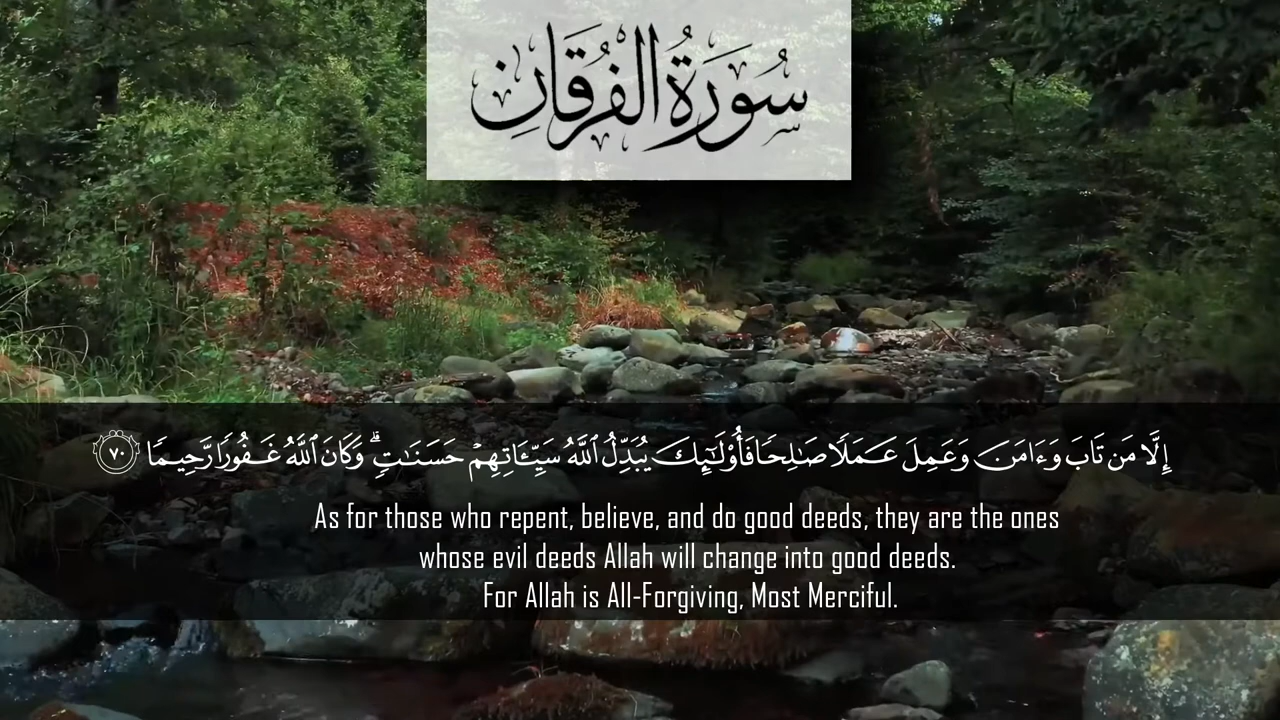 سُورَةُ الفُرقَانِ
إِلَّا مَن تَابَ وَءَامَنَ وَعَمِلَ عَمَلًا صَٰلِحًا فَأُو۟لَٰٓئِكَ يُبَدِّلُ ٱللَّهُ سَيِّـَٔاتِهِمْ حَسَنَٰتٍ ۗ وَكَانَ ٱللَّهُ غَفُورًا رَّحِيمًا ٧٠
As for those who repent, believe, and do good deeds, they are the ones
whose evil deeds Allah will change into good deeds.
For Allah is All-Forgiving, Most Merciful.